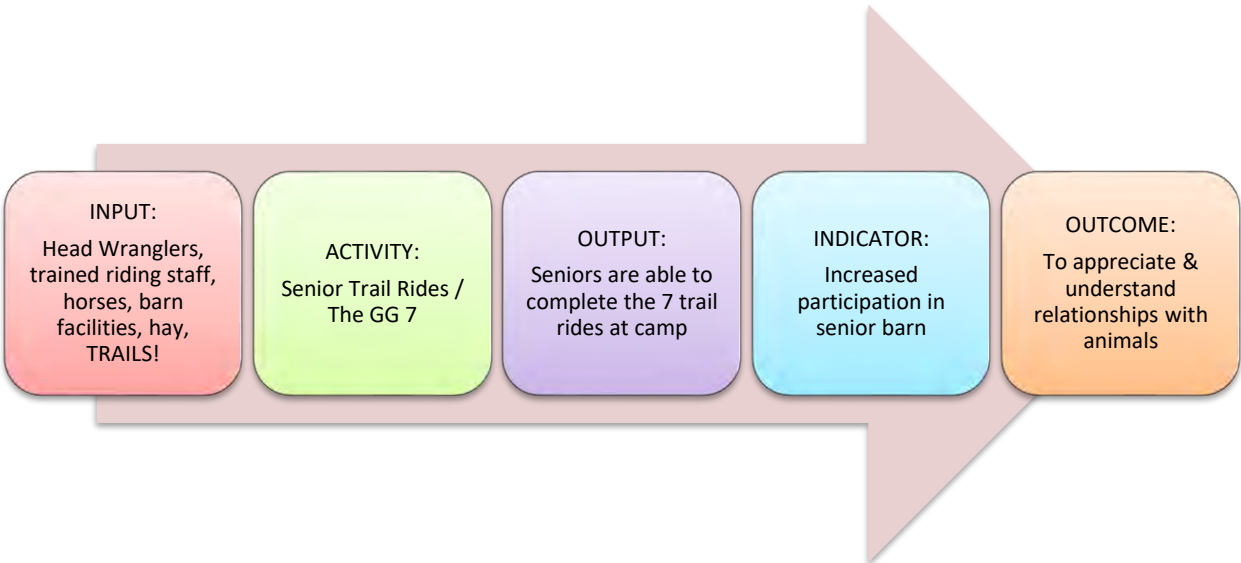 INPUT:
Head Wranglers,
trained riding staff,
horses, barn
facilities, hay,
TRAILS!
ACTIVITY:
Senior Trail Rides /
The GG 7
OUTPUT:
Seniors are able to
complete the 7 trail
rides at camp
INDICATOR:
Increased
participation in
senior barn
OUTCOME:
To appreciate &
understand
relationships with
animals